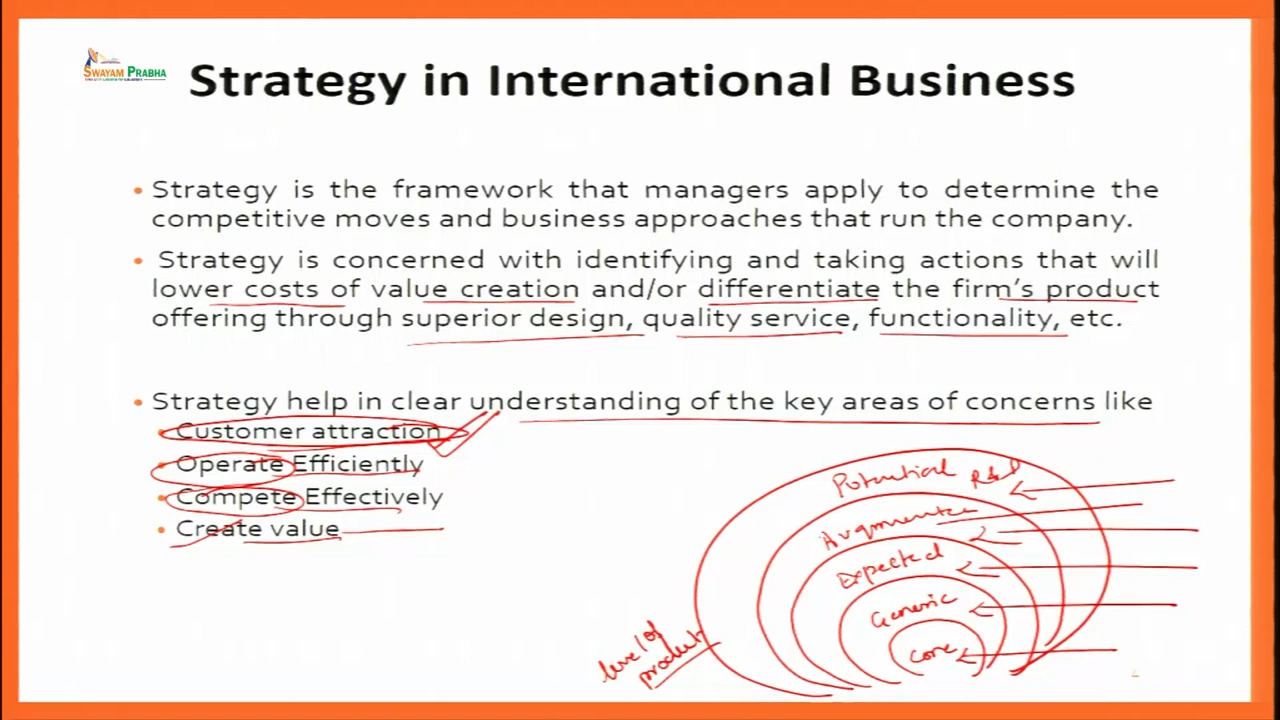 SWAYAM PRABHA
Strategy in International Business
• Strategy is the framework that managers apply to determine the
competitive moves and business approaches that run the company.
• Strategy is concerned with identifying and taking actions that will
lower costs of value creation and/or differentiate the firm's product
offering through superior design, quality service, functionality, etc.
• Strategy help in clear understanding of the key areas of concerns like
• Customer attraction
• Operate Efficiently
• Compete Effectively
• Create value
Potential R&D
Augmented
Expected
Generic
Core
level of
product